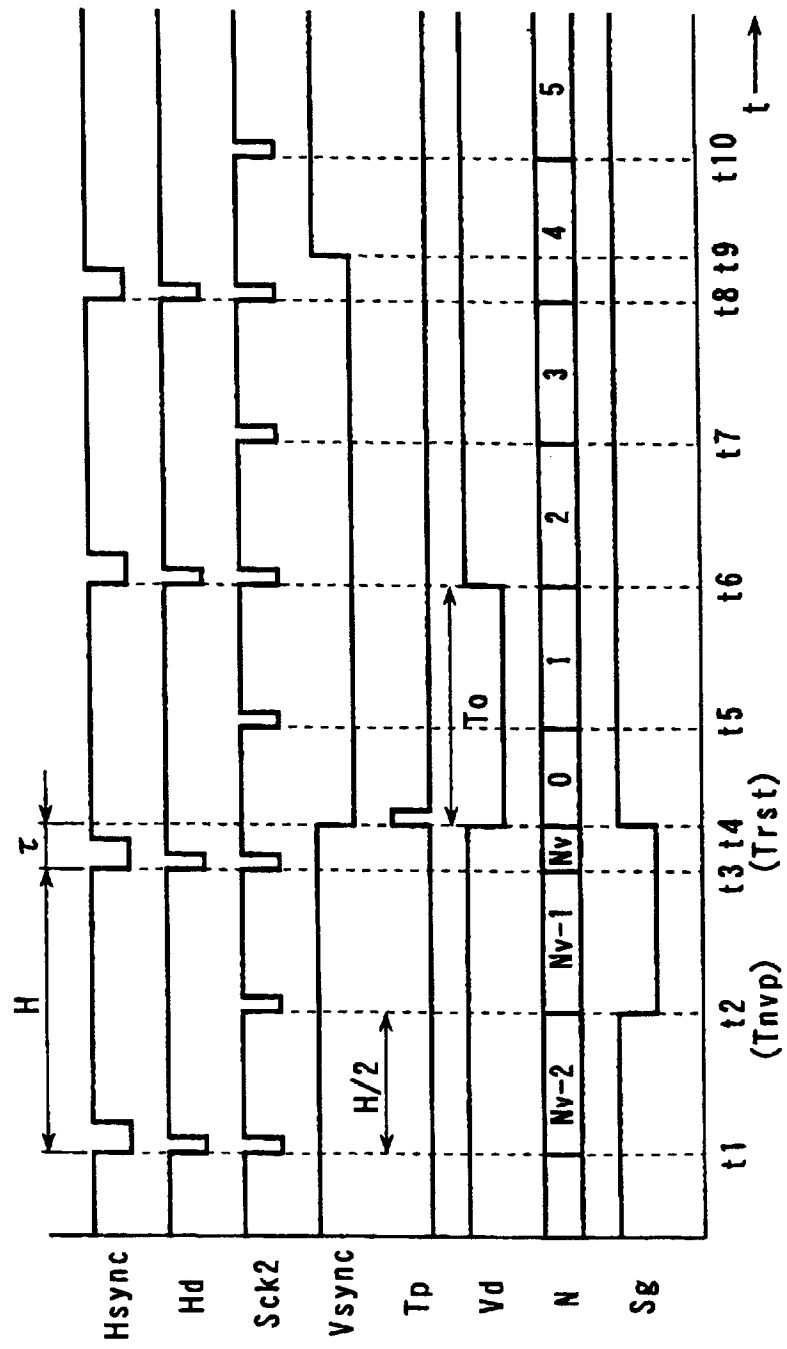 H
τ
Hsync
Hd
Sck2
Vsync
H/2
Tp
To
Vd
N
Nv-2
Nv-1
Nv
0
1
2
3
4
5
Sg
t1
t2
t3
t4
t5
t6
t7
t8
t9
t10
(Tnvp)
(Trst)
t